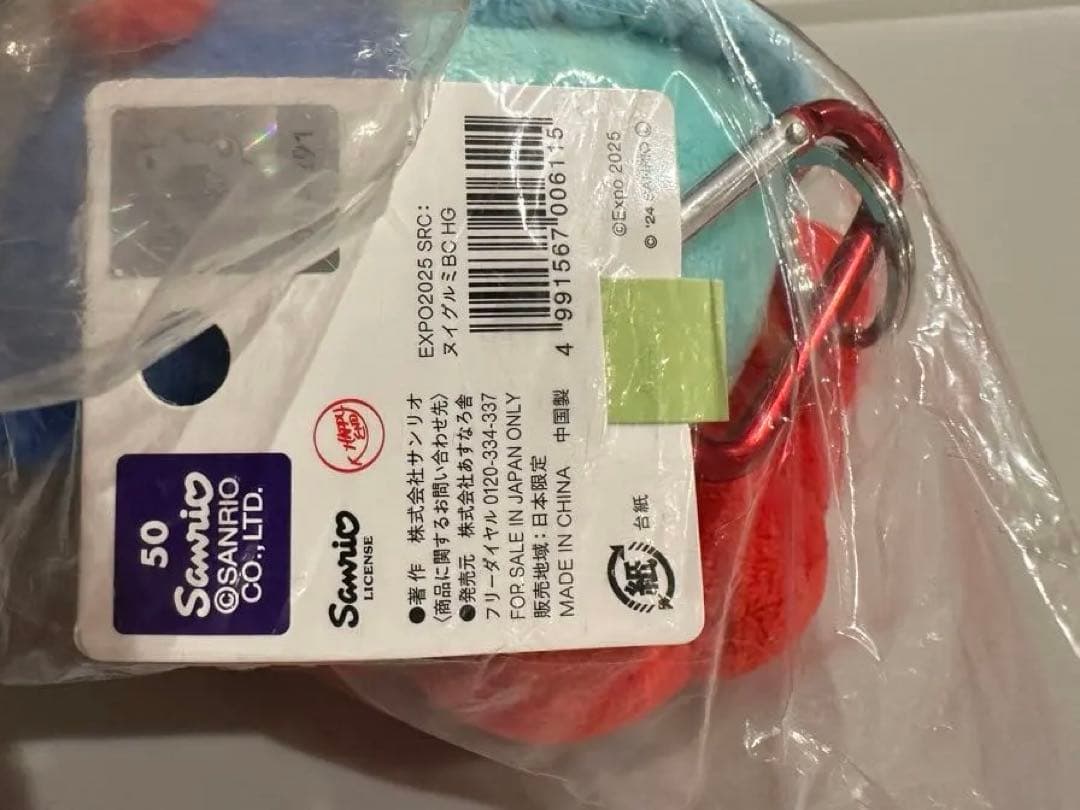 50
Sanrio
©SANRIO
CO.,LTD.
HAPPY
Sanrio
LICENSE
EXPO2025 SRC:
ヌイグルミBC HG
4 991567 006115
©Expo 2025
© '24 SANRIO Ⓒ
●著作 株式会社サンリオ
〈商品に関するお問い合わせ先〉
●発売元 株式会社あすなろ舎
フリーダイヤル 0120-334-337
FOR SALE IN JAPAN ONLY
販売地域:日本限定
MADE IN CHINA 中国製
紙
台紙